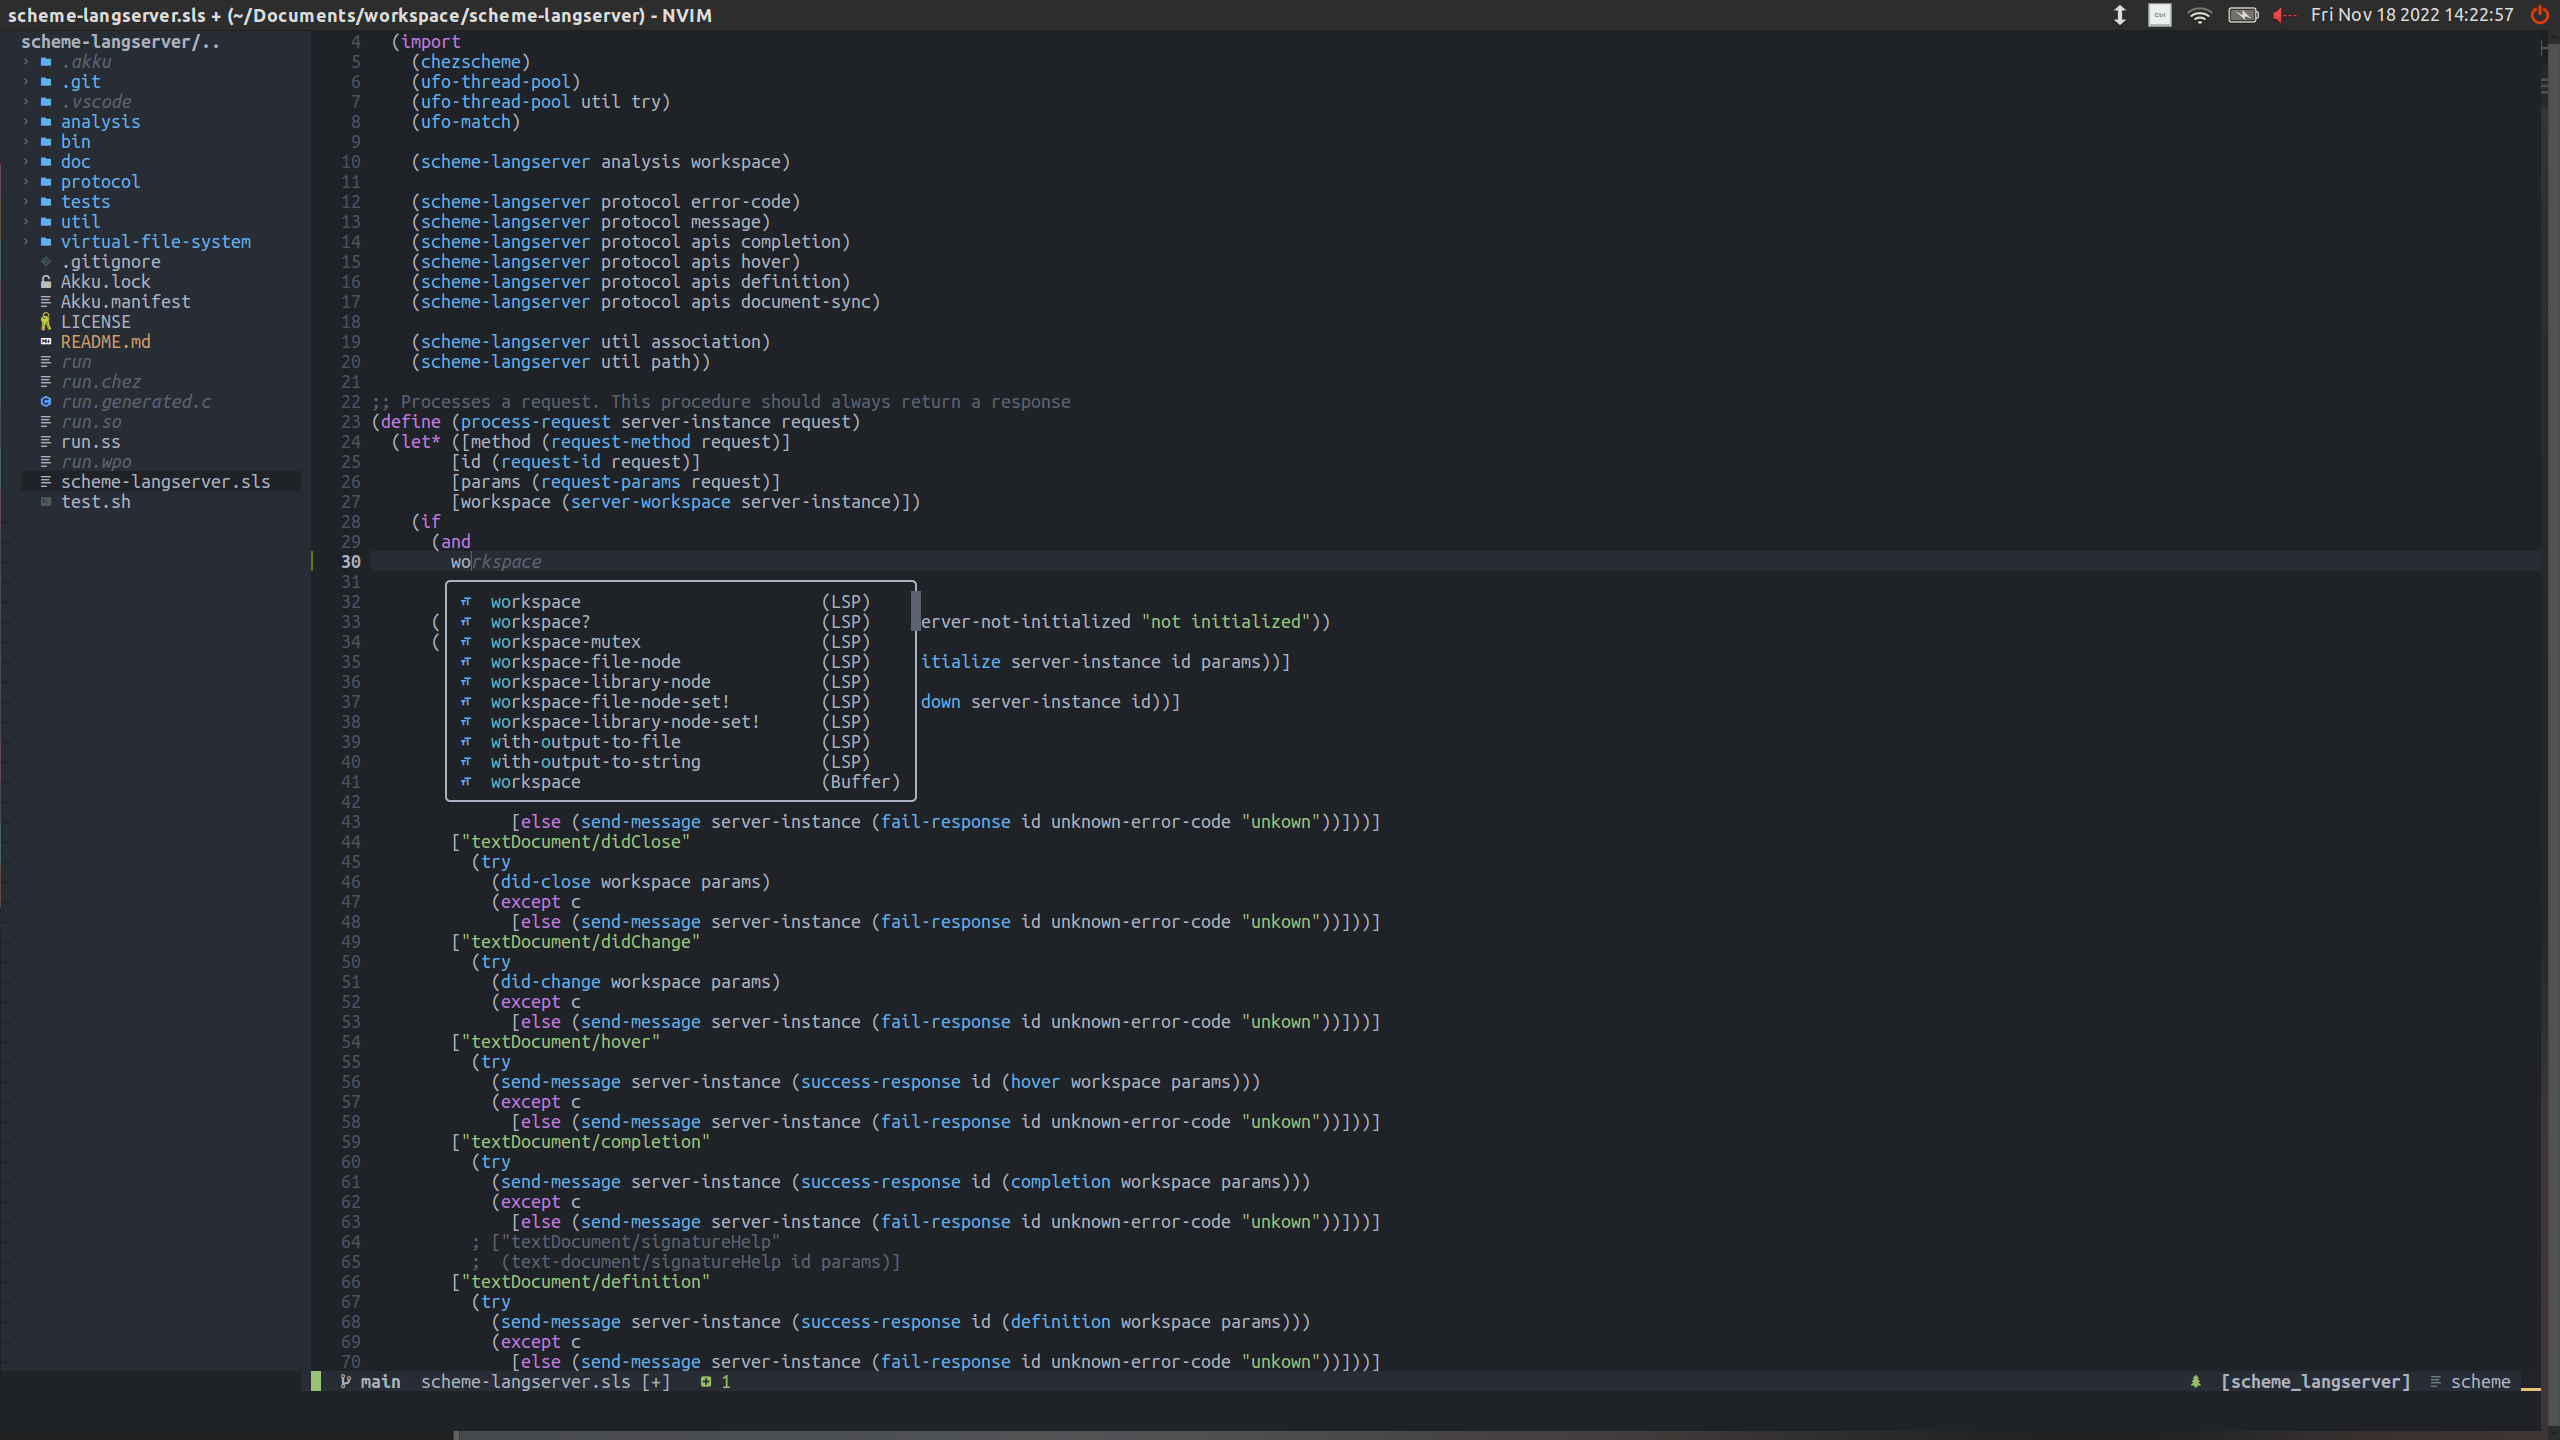 scheme-langserver.sls + (~/Documents/workspace/scheme-langserver) - NVIM
Ctrl
Fri Nov 18 2022 14:22:57
scheme-langserver/..
.akku
.git
.vscode
analysis
bin
doc
protocol
tests
util
virtual-file-system
.gitignore
Akku.lock
Akku.manifest
LICENSE
README.md
run
run.chez
run.generated.c
run.so
run.ss
run.wpo
scheme-langserver.sls
test.sh
4 (import
5 (chezscheme)
6 (ufo-thread-pool)
7 (ufo-thread-pool util try)
8 (ufo-match)
9
10 (scheme-langserver analysis workspace)
11
12 (scheme-langserver protocol error-code)
13 (scheme-langserver protocol message)
14 (scheme-langserver protocol apis completion)
15 (scheme-langserver protocol apis hover)
16 (scheme-langserver protocol apis definition)
17 (scheme-langserver protocol apis document-sync)
18
19 (scheme-langserver util association)
20 (scheme-langserver util path))
21
22 ;; Processes a request. This procedure should always return a response
23 (define (process-request server-instance request)
24 (let* ([method (request-method request)]
25 [id (request-id request)]
26 [params (request-params request)]
27 [workspace (server-workspace server-instance)])
28 (if
29 (and
30 workspace
31
32 workspace (LSP)
33 ( workspace? (LSP) erver-not-initialized "not initialized"))
34 ( workspace-mutex (LSP)
35 workspace-file-node (LSP) itialize server-instance id params))]
36 workspace-library-node (LSP)
37 workspace-file-node-set! (LSP) down server-instance id))]
38 workspace-library-node-set! (LSP)
39 with-output-to-file (LSP)
40 with-output-to-string (LSP)
41 workspace (Buffer)
42
43 [else (send-message server-instance (fail-response id unknown-error-code "unkown"))]))]
44 ["textDocument/didClose"
45 (try
46 (did-close workspace params)
47 (except c
48 [else (send-message server-instance (fail-response id unknown-error-code "unkown"))]))]
49 ["textDocument/didChange"
50 (try
51 (did-change workspace params)
52 (except c
53 [else (send-message server-instance (fail-response id unknown-error-code "unkown"))]))]
54 ["textDocument/hover"
55 (try
56 (send-message server-instance (success-response id (hover workspace params)))
57 (except c
58 [else (send-message server-instance (fail-response id unknown-error-code "unkown"))]))]
59 ["textDocument/completion"
60 (try
61 (send-message server-instance (success-response id (completion workspace params)))
62 (except c
63 [else (send-message server-instance (fail-response id unknown-error-code "unkown"))]))]
64 ; ["textDocument/signatureHelp"
65 ;  (text-document/signatureHelp id params)]
66 ["textDocument/definition"
67 (try
68 (send-message server-instance (success-response id (definition workspace params)))
69 (except c
70 [else (send-message server-instance (fail-response id unknown-error-code "unkown"))]))]
main scheme-langserver.sls [+] 1
[scheme_langserver] scheme